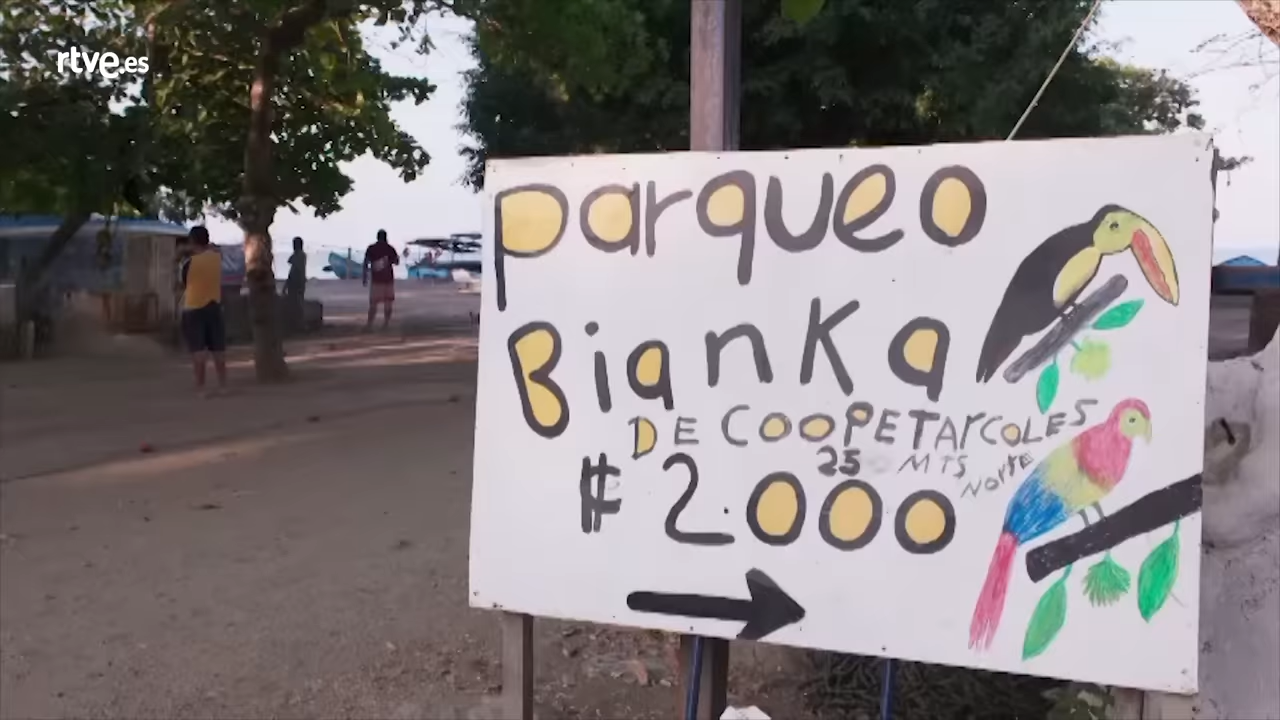 rtve.es
Parqueo
Bianka
DE COOPETARCOLES
25 MTS NORTE
₡ 2.000